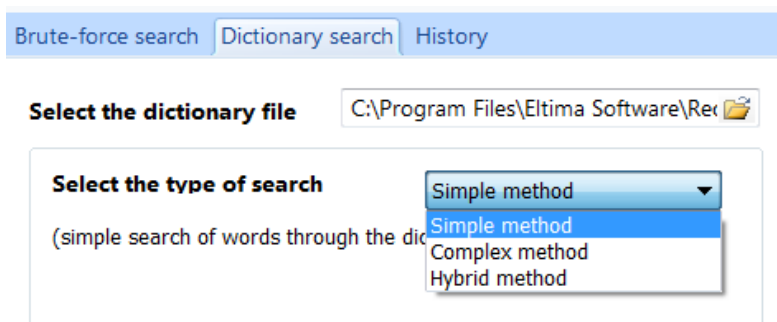 Brute-force search Dictionary search History
Select the dictionary file C:\Program Files\Eltima Software\Rec
Select the type of search Simple method
Simple method
(simple search of words through the dic
Complex method
Hybrid method